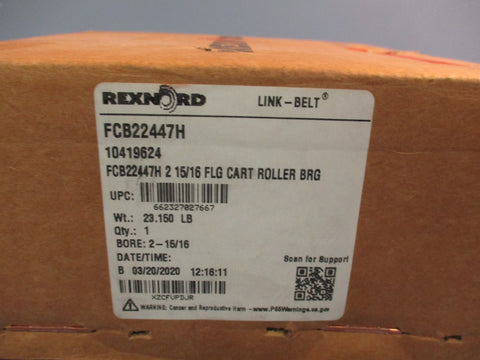 REXNORD
LINK-BELT®
FCB22447H
10419624
FCB22447H 2 15/16 FLG CART ROLLER BRG
UPC:
662327027667
Wt.: 23.150 LB
Qty.: 1
BORE: 2-15/16
DATE/TIME:
B 03/20/2020 12:16:11
Scan for Support
XZCFVPDJR
WARNING: Cancer and Reproductive Harm - www.P65Warnings.ca.gov